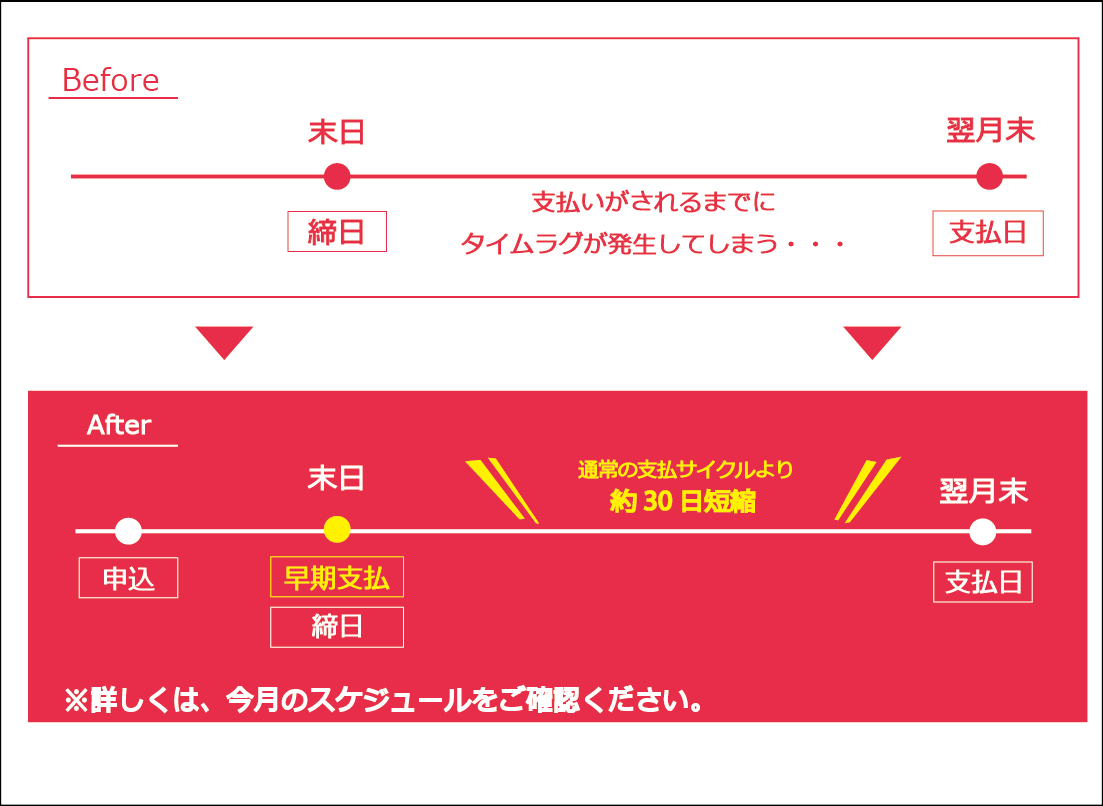 Before
末日
翌月末
支払いがされるまでに
タイムラグが発生してしまう・・・
締日
支払日
After
末日
通常の支払サイクルより
約30日短縮
翌月末
申込
早期支払
締日
支払日
※詳しくは、今月のスケジュールをご確認ください。